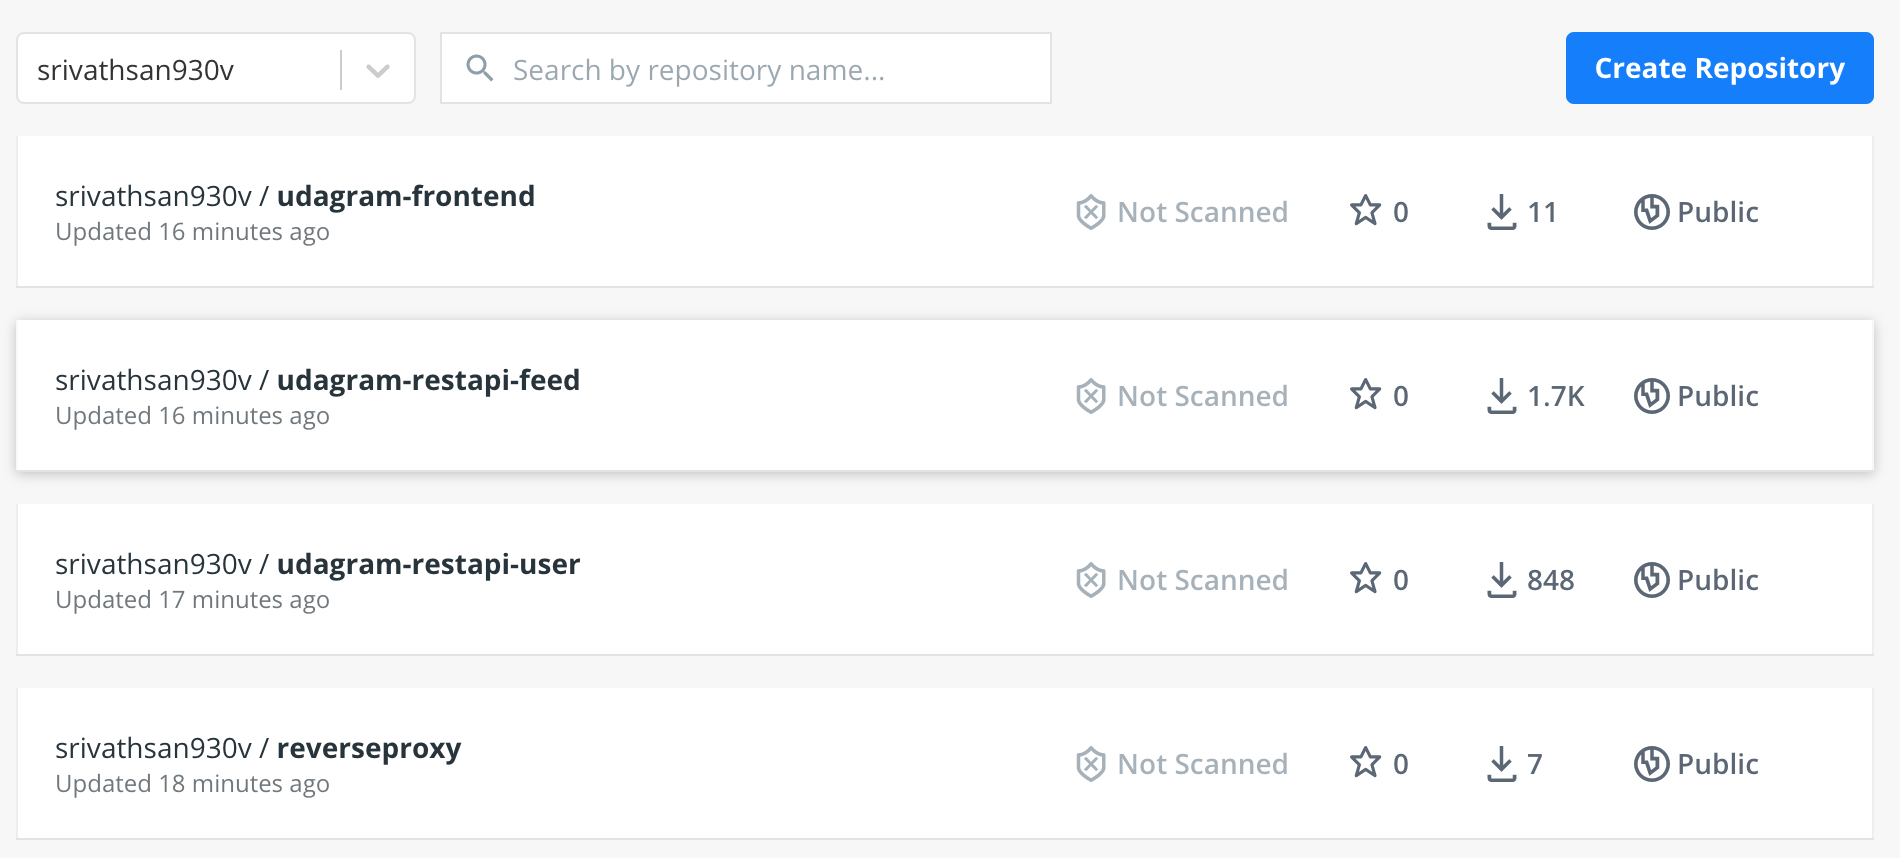 srivathsan930v
Search by repository name...
Create Repository
srivathsan930v / udagram-frontend
Updated 16 minutes ago
Not Scanned
0
11
Public
srivathsan930v / udagram-restapi-feed
Updated 16 minutes ago
Not Scanned
0
1.7K
Public
srivathsan930v / udagram-restapi-user
Updated 17 minutes ago
Not Scanned
0
848
Public
srivathsan930v / reverseproxy
Updated 18 minutes ago
Not Scanned
0
7
Public